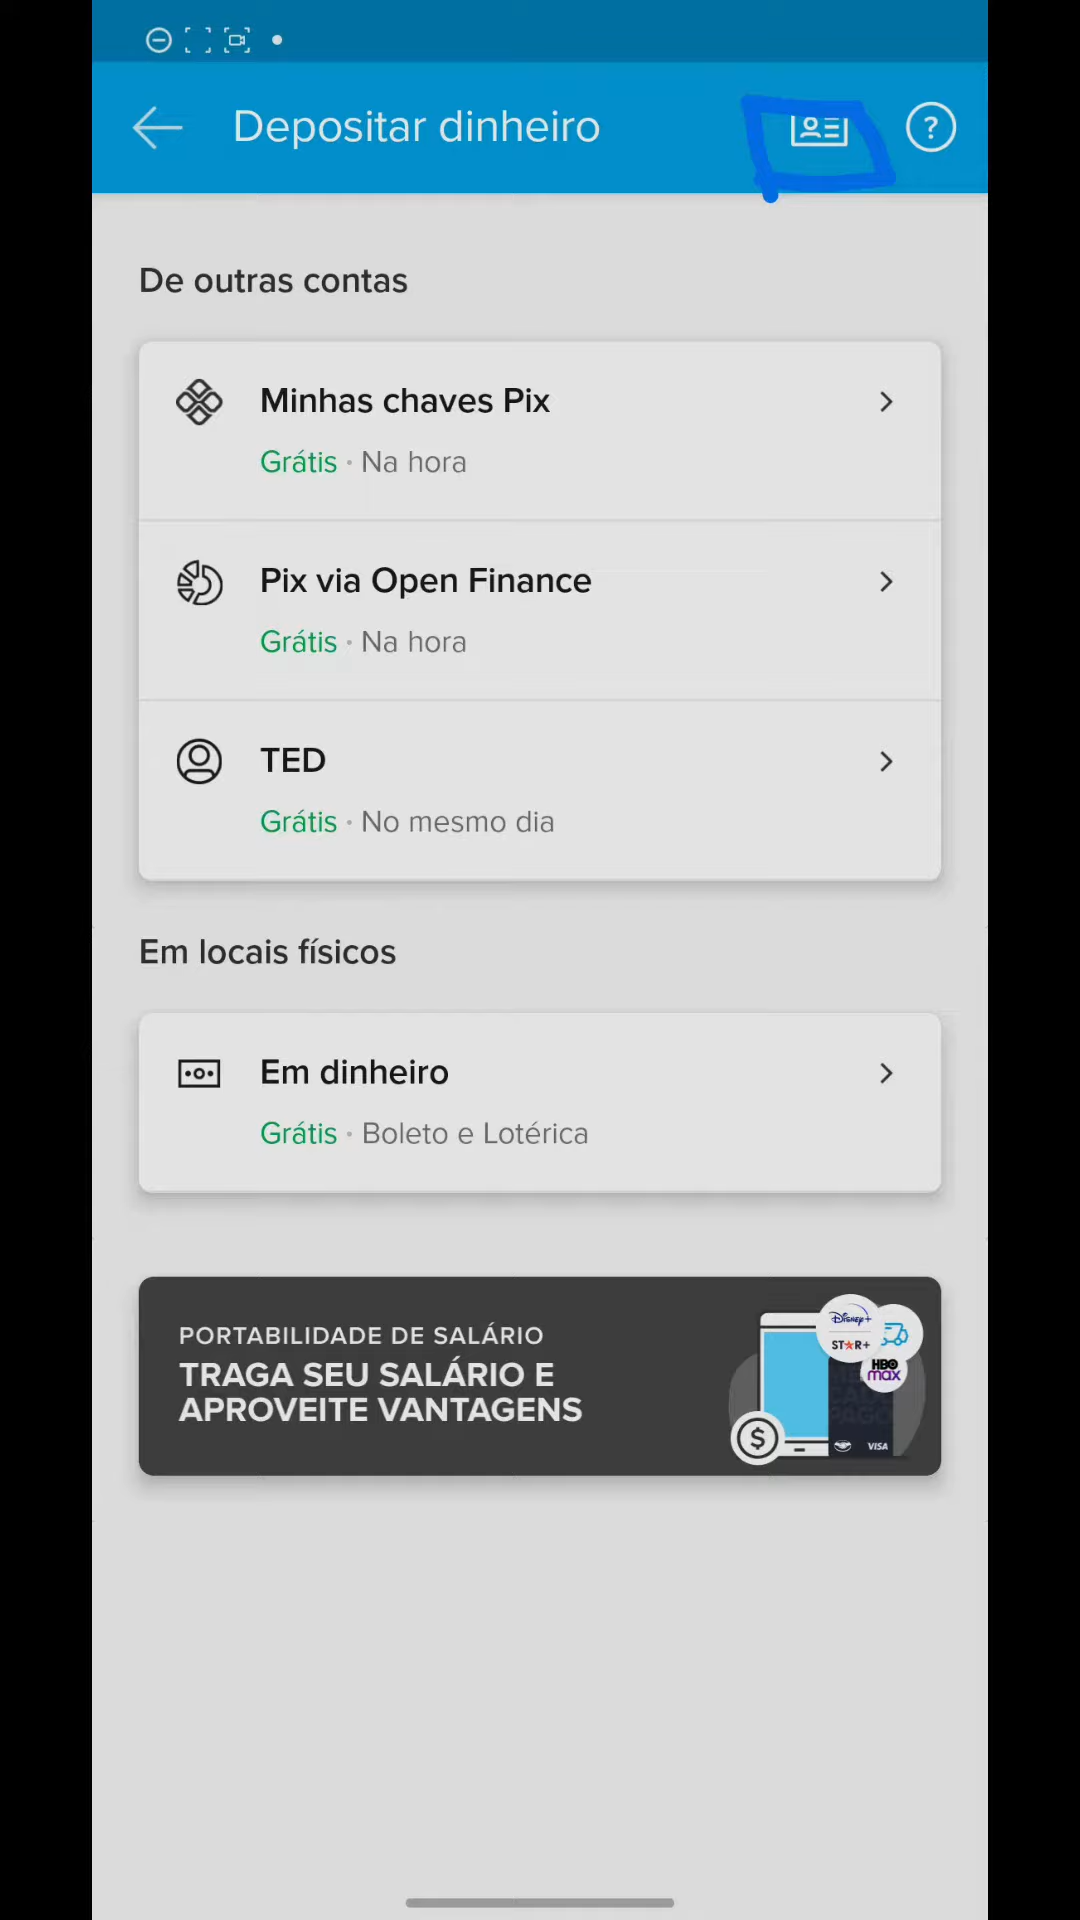 Depositar dinheiro
?
De outras contas
Minhas chaves Pix
Grátis · Na hora
Pix via Open Finance
Grátis · Na hora
TED
Grátis · No mesmo dia
Em locais físicos
Em dinheiro
Grátis · Boleto e Lotérica
PORTABILIDADE DE SALÁRIO
TRAGA SEU SALÁRIO E
APROVEITE VANTAGENS
Disney+
STAR+
HBO
max
PAGO
$
VISA